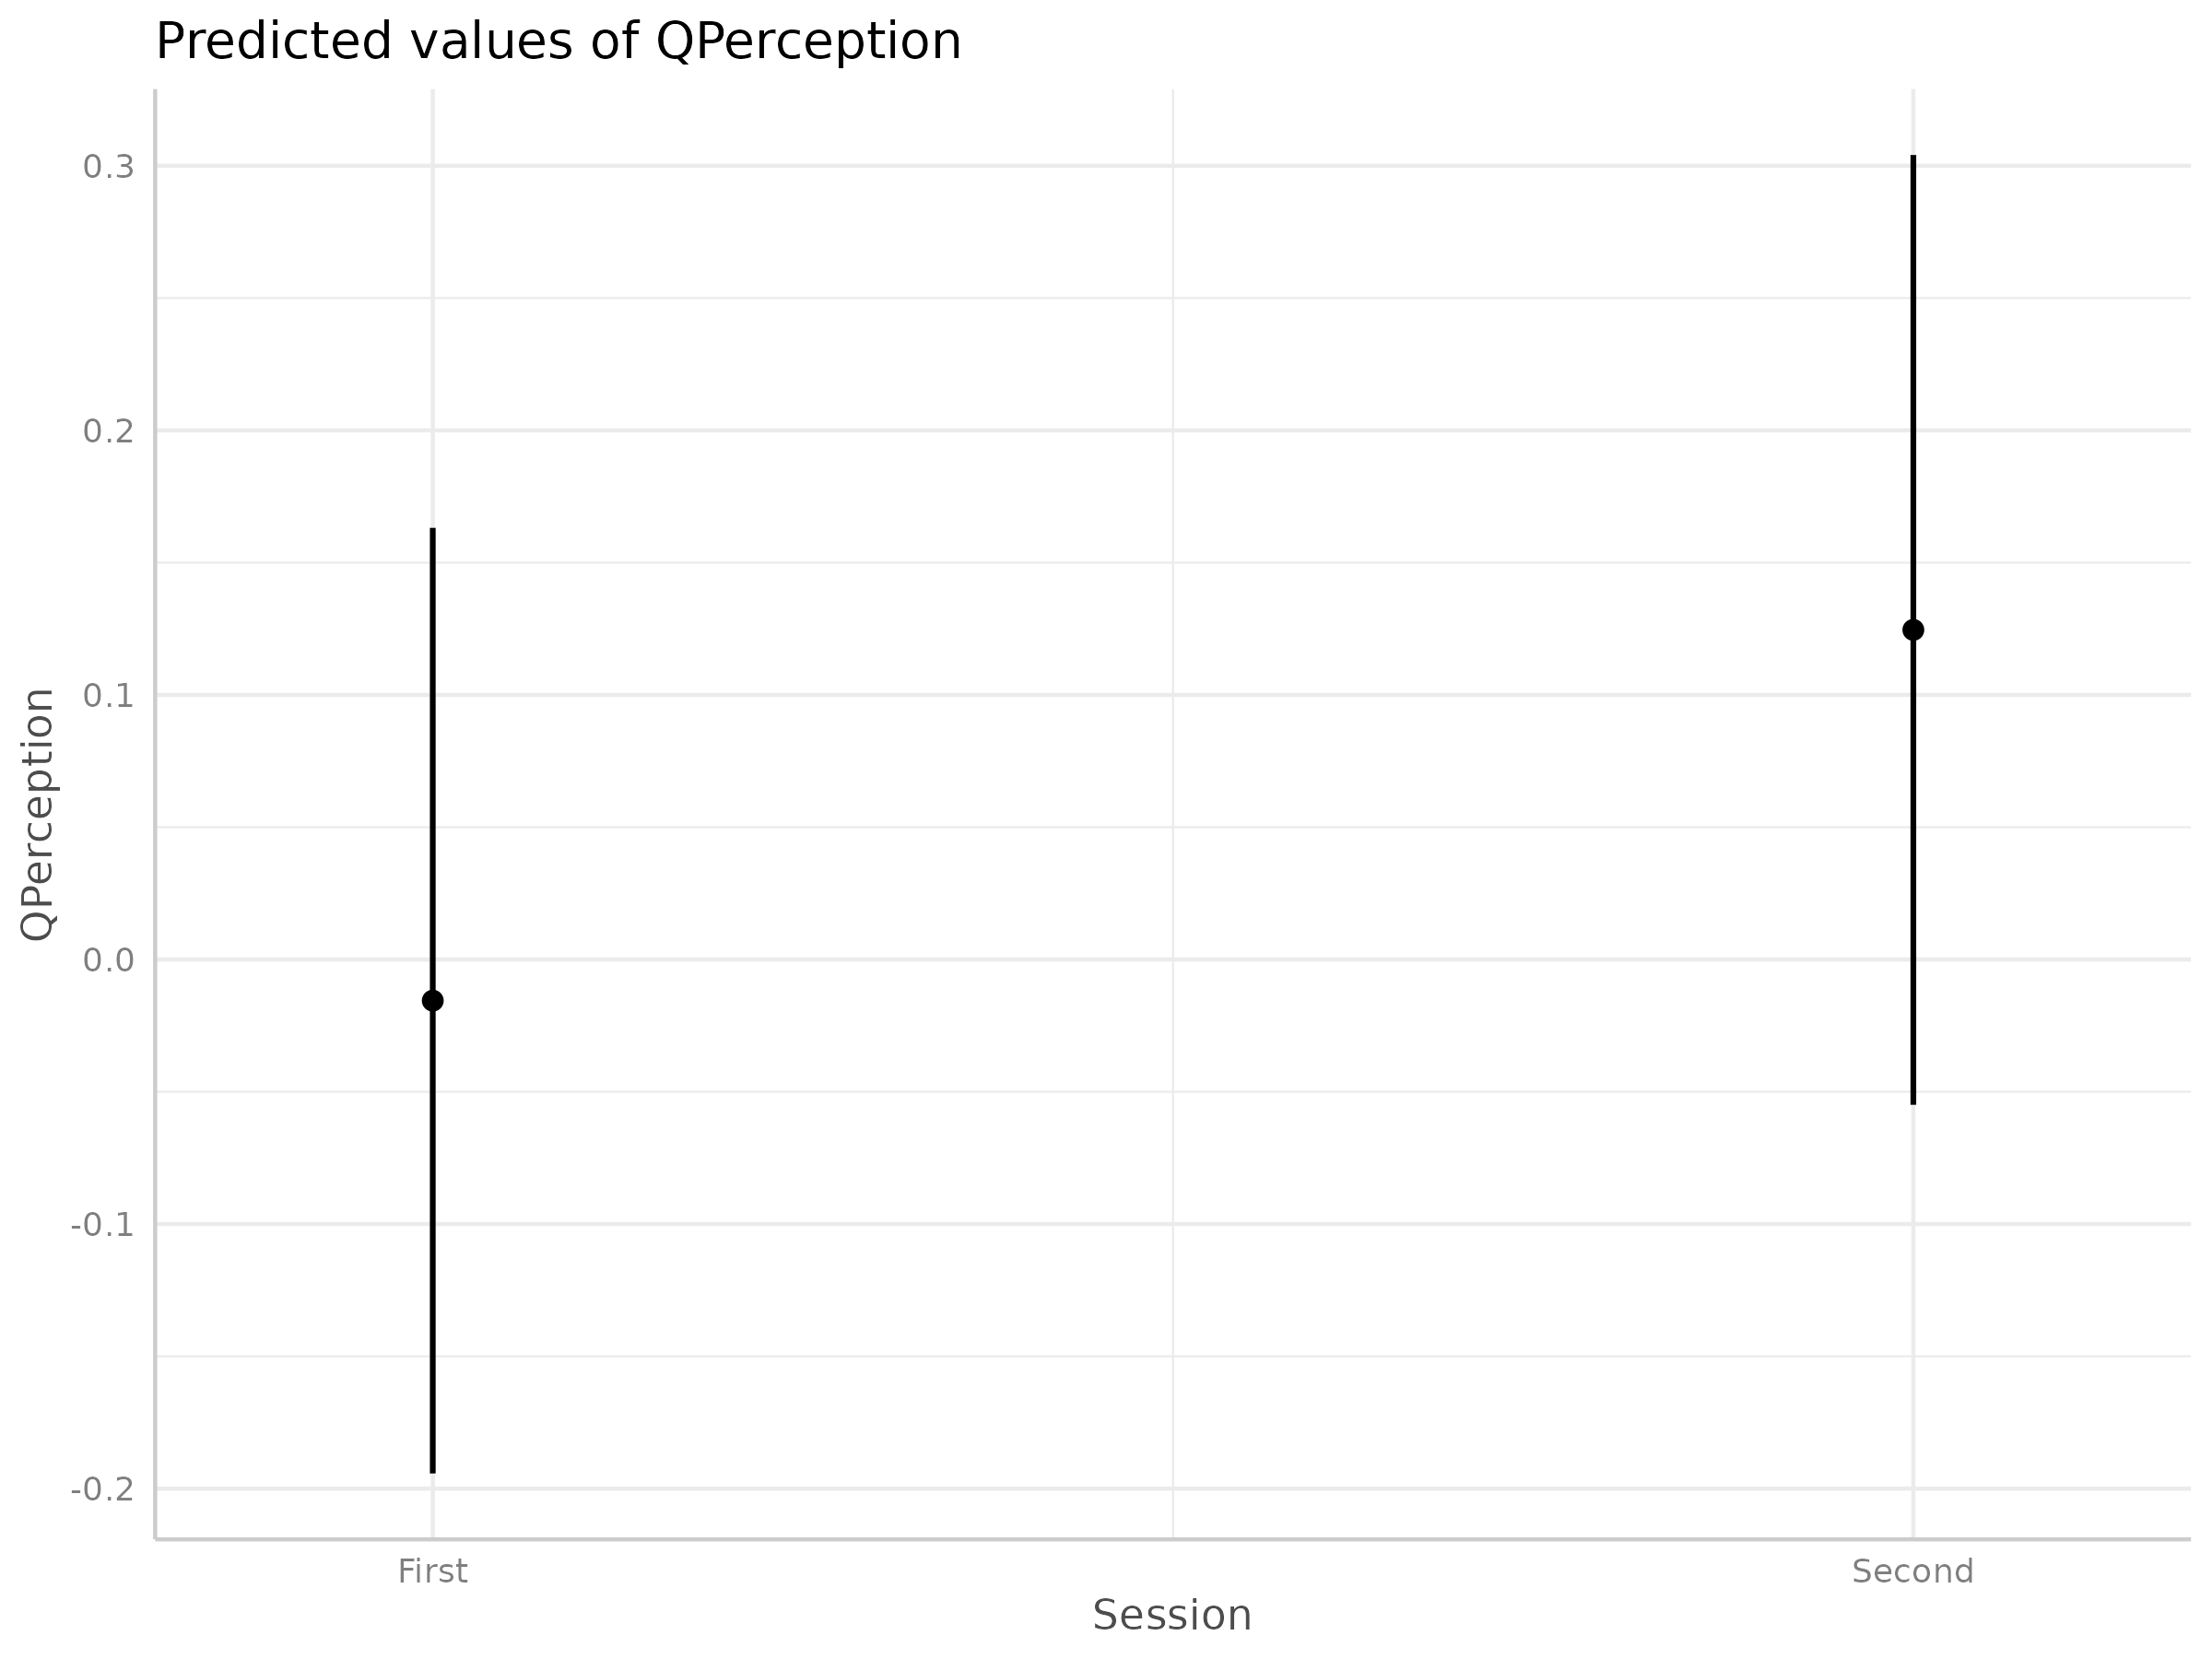 Predicted values of QPerception
QPerception
0.3
0.2
0.1
0.0
-0.1
-0.2
First
Second
Session